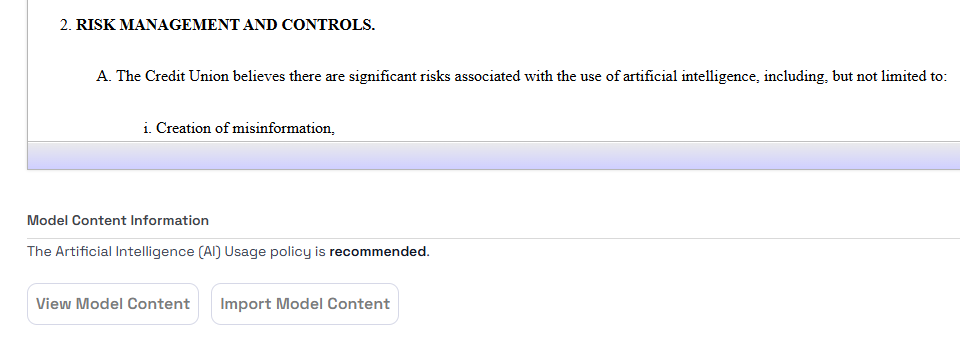 2. RISK MANAGEMENT AND CONTROLS.
A. The Credit Union believes there are significant risks associated with the use of artificial intelligence, including, but not limited to:
i. Creation of misinformation,
Model Content Information
The Artificial Intelligence (AI) Usage policy is recommended.
View Model Content Import Model Content